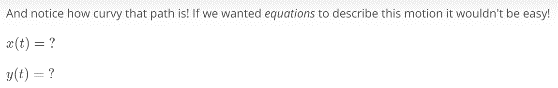 And notice how curvy that path is! If we wanted equations to describe this motion it wouldn't be easy!
x(t) = ?
y(t) = ?